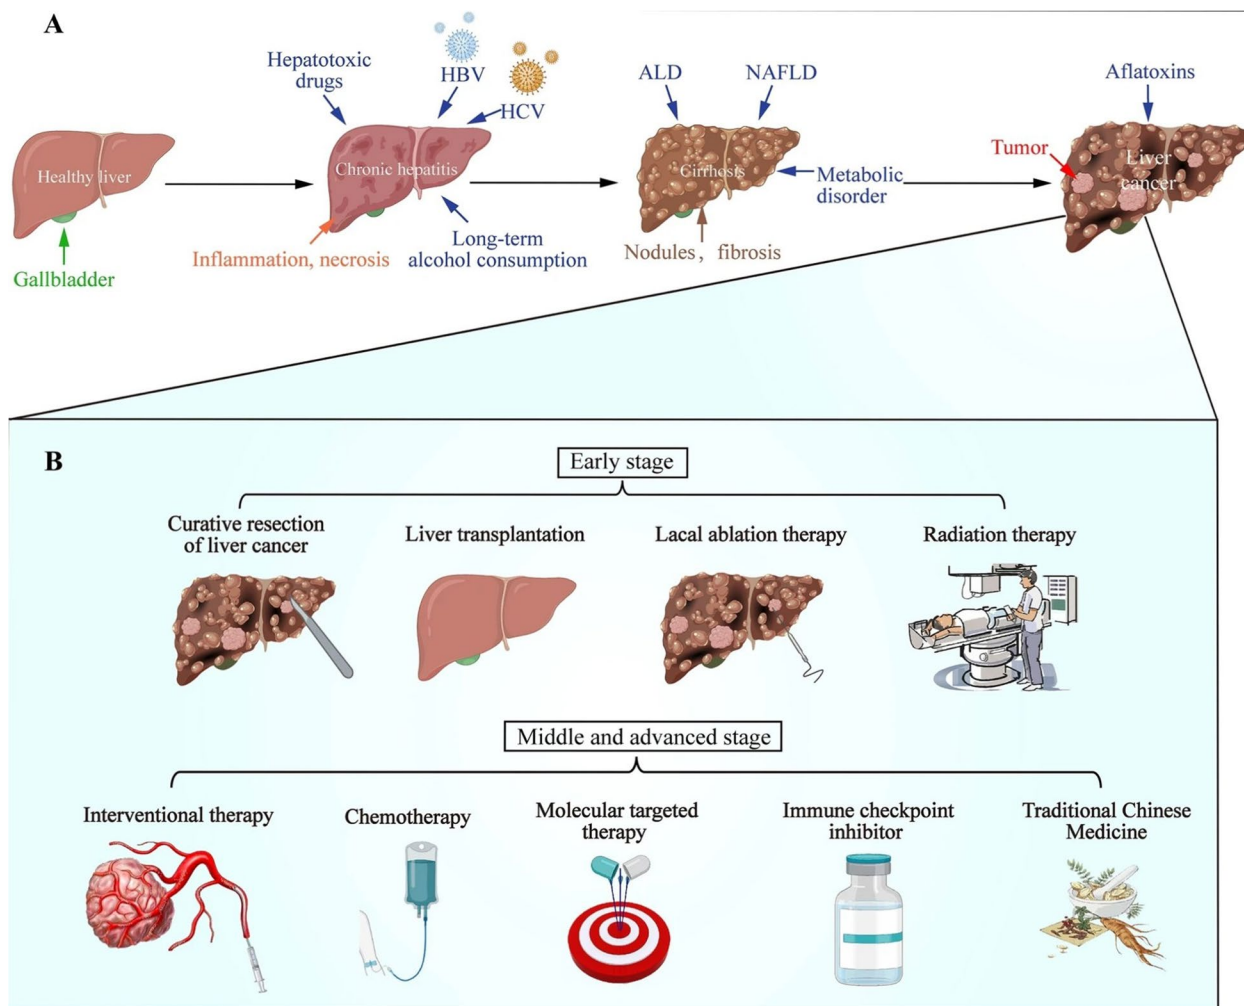 A
Hepatotoxic
drugs
HBV
HCV
ALD
NAFLD
Aflatoxins
Healthy liver
Chronic hepatitis
Cirrhosis
Metabolic
disorder
Tumor
Liver
cancer
Gallbladder
Inflammation, necrosis
Long-term
alcohol consumption
Nodules, fibrosis
B
Early stage
Curative resection
of liver cancer
Liver transplantation
Lacal ablation therapy
Radiation therapy
Middle and advanced stage
Interventional therapy
Chemotherapy
Molecular targeted
therapy
Immune checkpoint
inhibitor
Traditional Chinese
Medicine